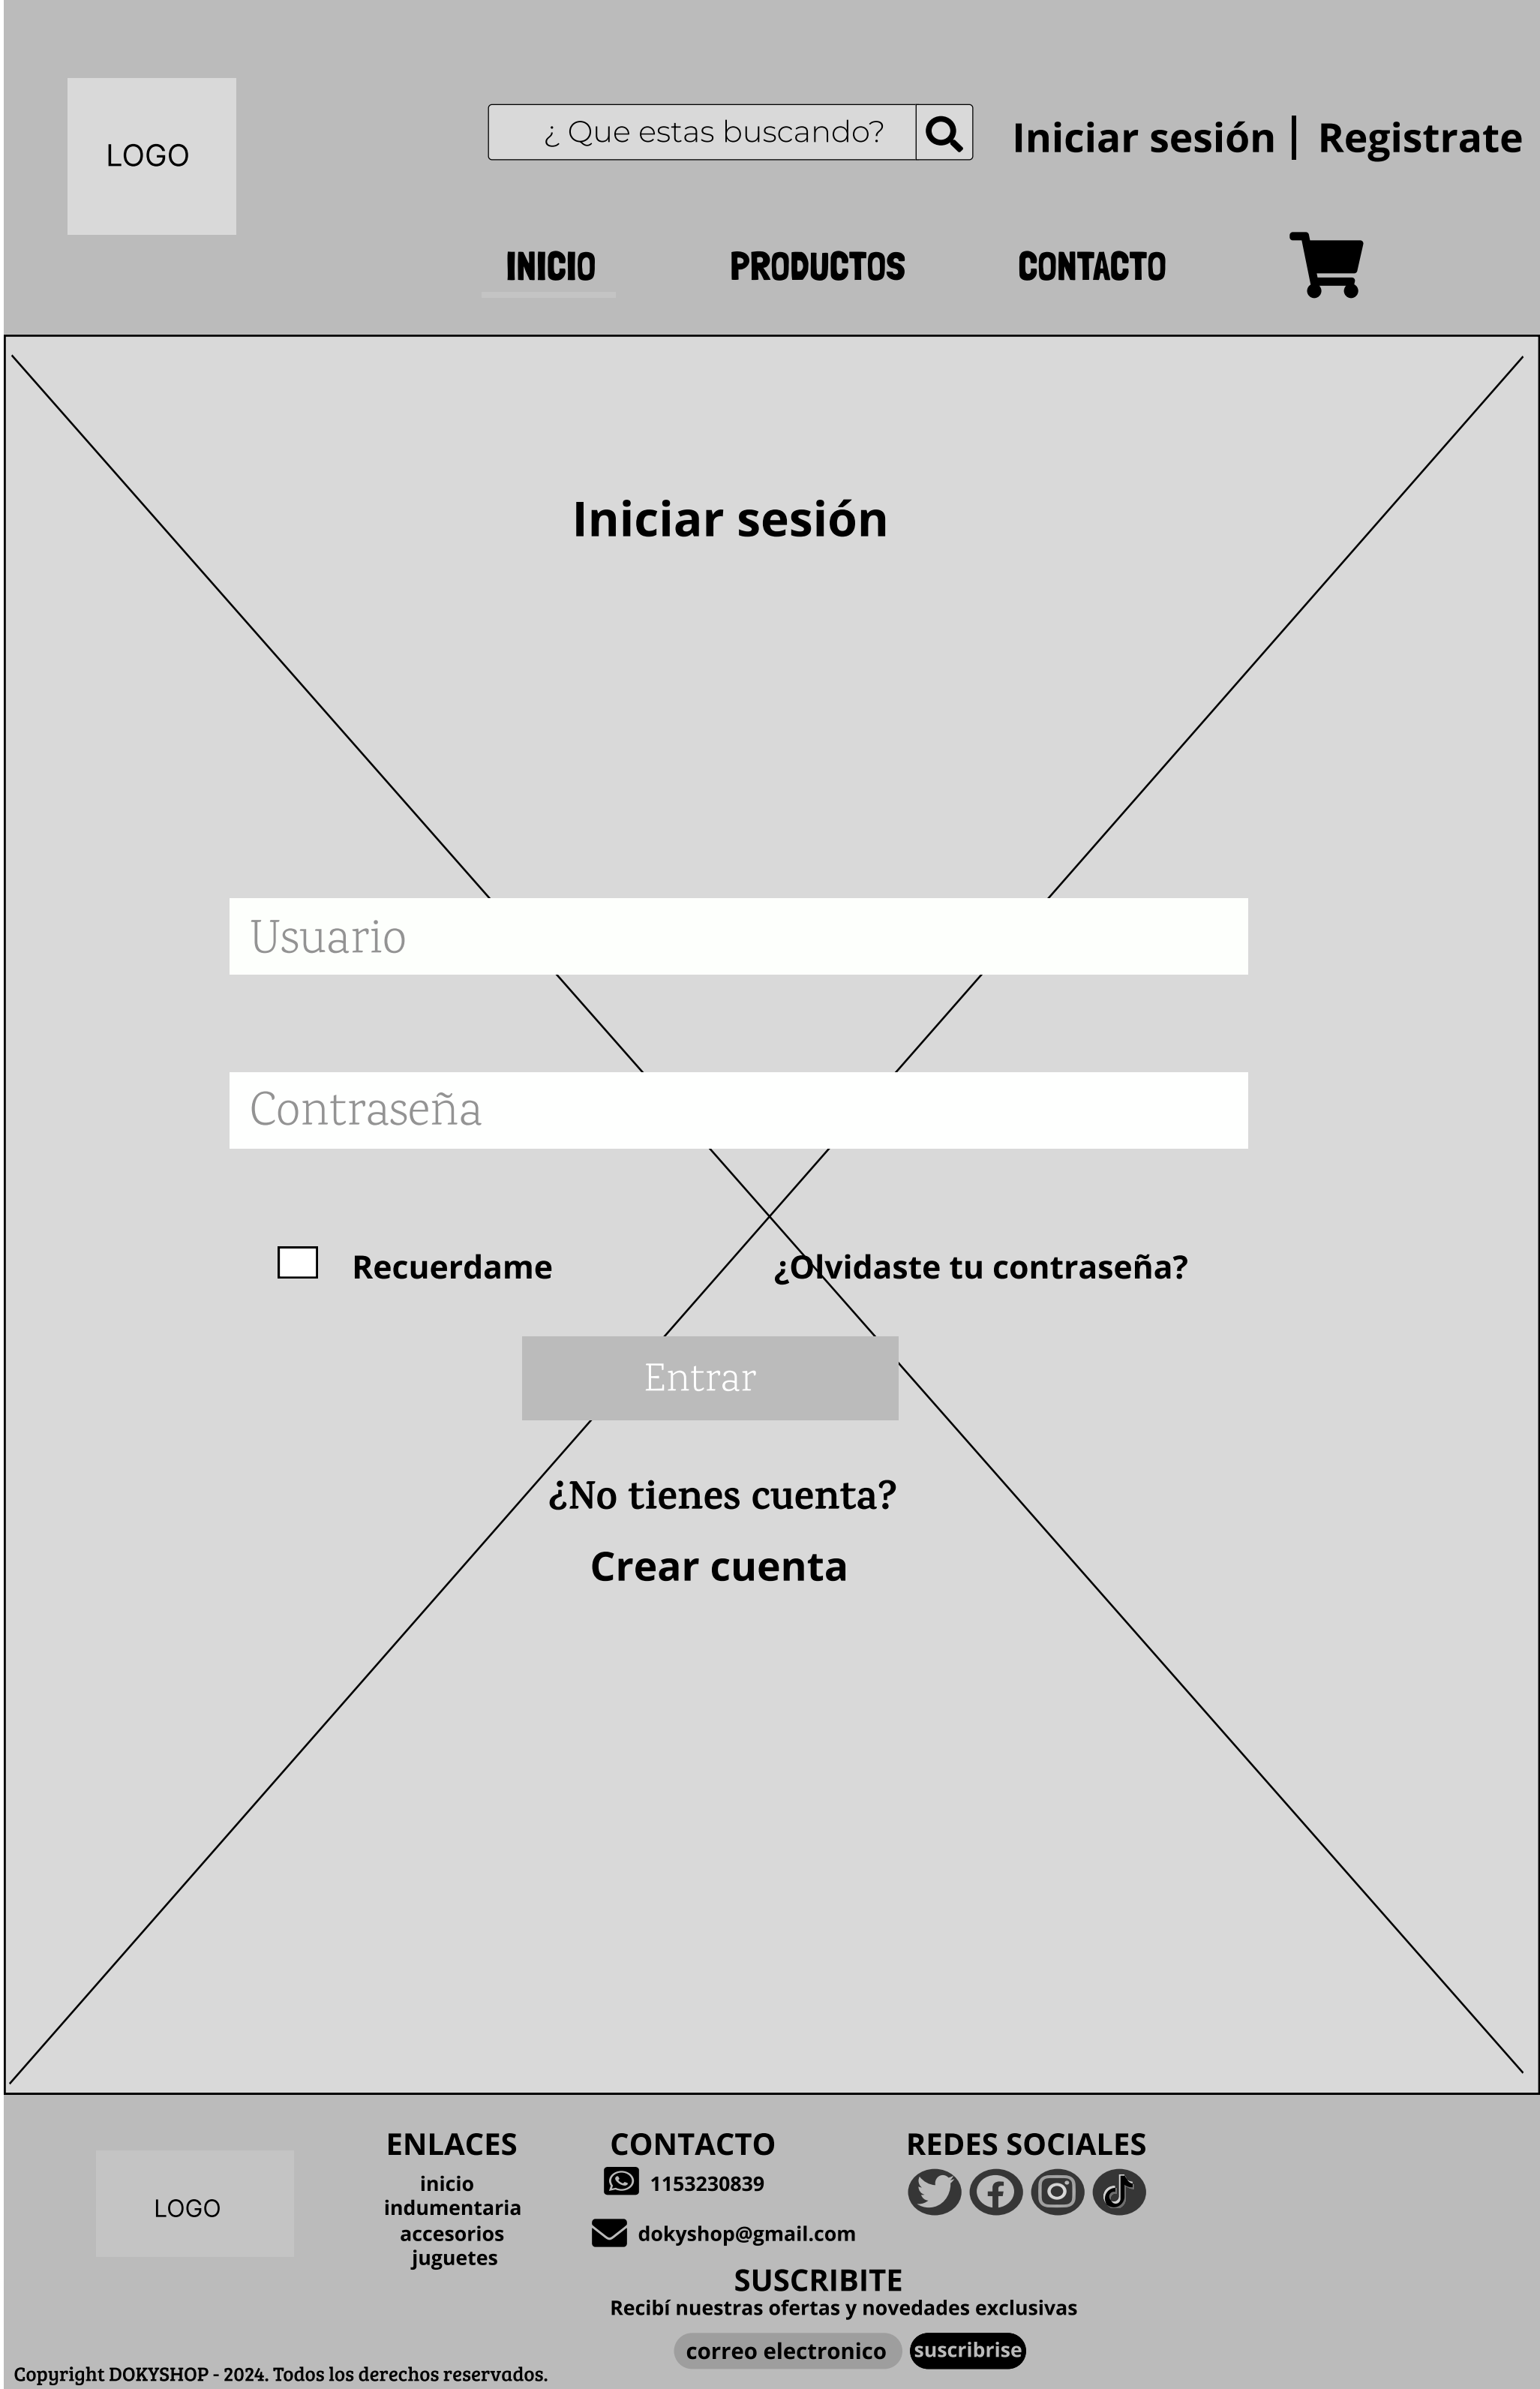 LOGO
¿ Que estas buscando?
Iniciar sesión | Registrate
INICIO
PRODUCTOS
CONTACTO
Iniciar sesión
Usuario
Contraseña
Recuerdame
¿Olvidaste tu contraseña?
Entrar
¿No tienes cuenta?
Crear cuenta
LOGO
ENLACES
inicio
indumentaria
accesorios
juguetes
CONTACTO
1153230839
dokyshop@gmail.com
REDES SOCIALES
SUSCRIBITE
Recibí nuestras ofertas y novedades exclusivas
correo electronico
suscribrise
Copyright DOKYSHOP - 2024. Todos los derechos reservados.